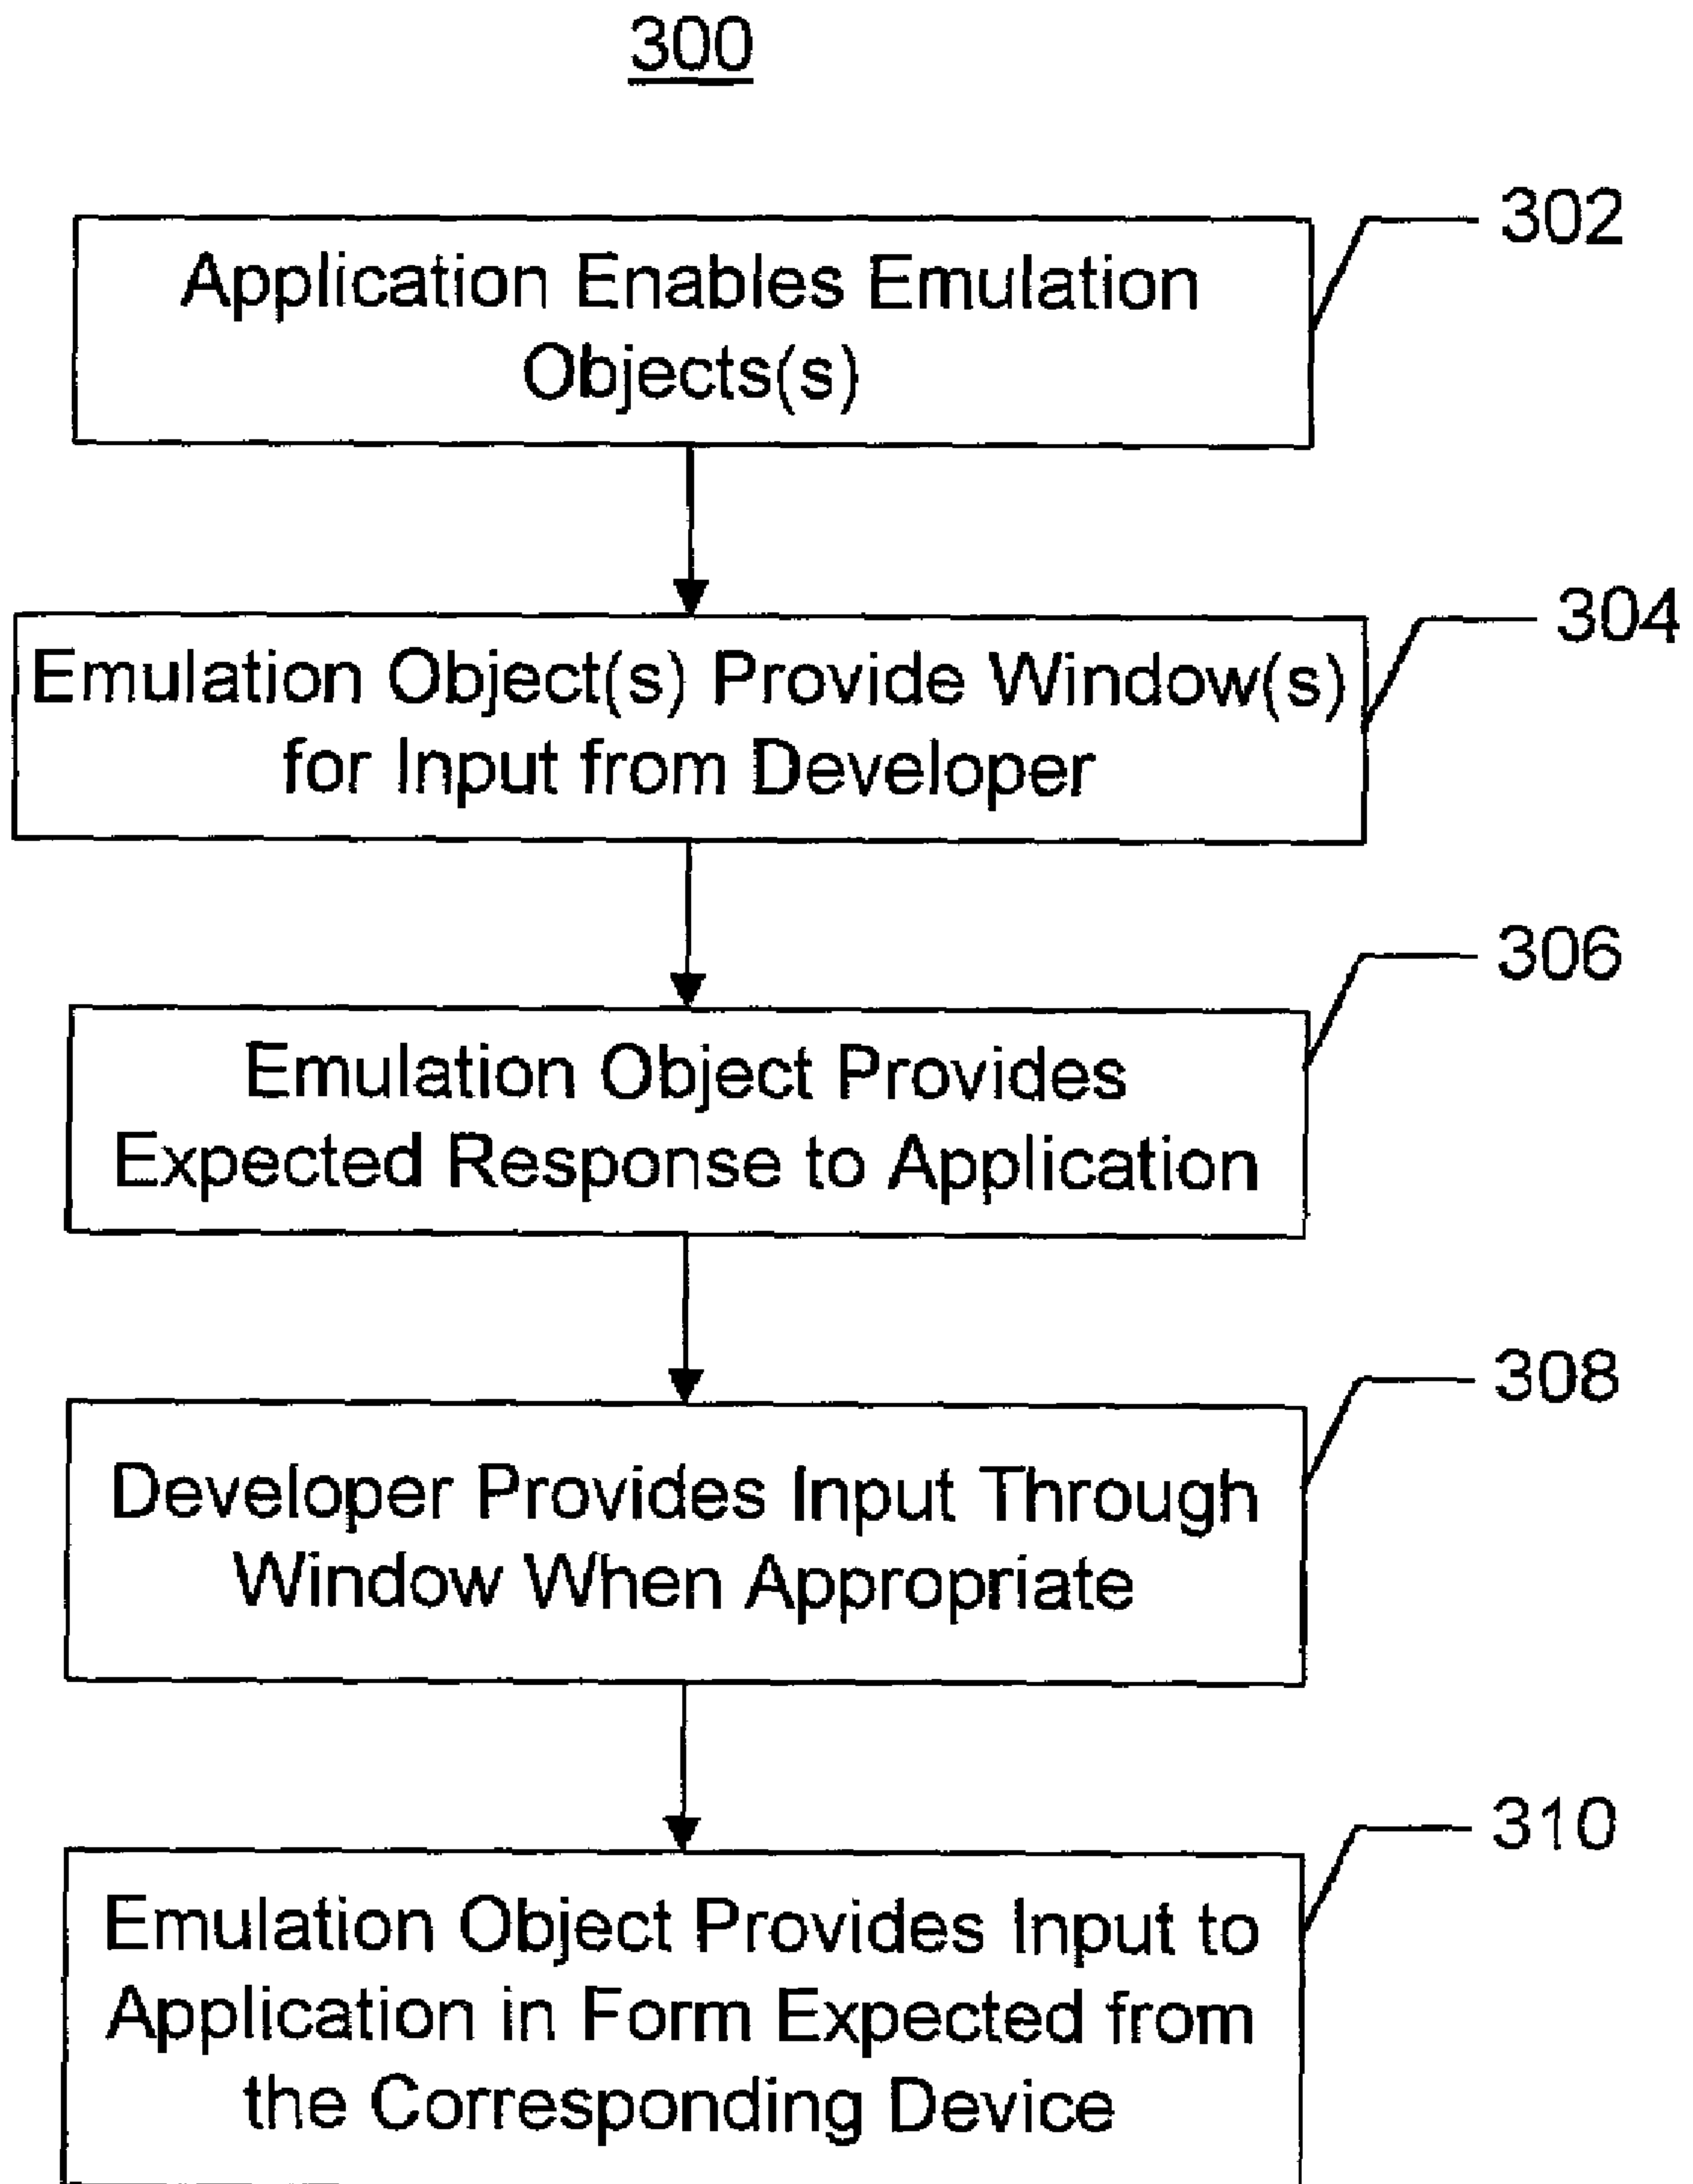 300
302
Application Enables Emulation
Objects(s)
304
Emulation Object(s) Provide Window(s)
for Input from Developer
306
Emulation Object Provides
Expected Response to Application
308
Developer Provides Input Through
Window When Appropriate
310
Emulation Object Provides Input to
Application in Form Expected from
the Corresponding Device